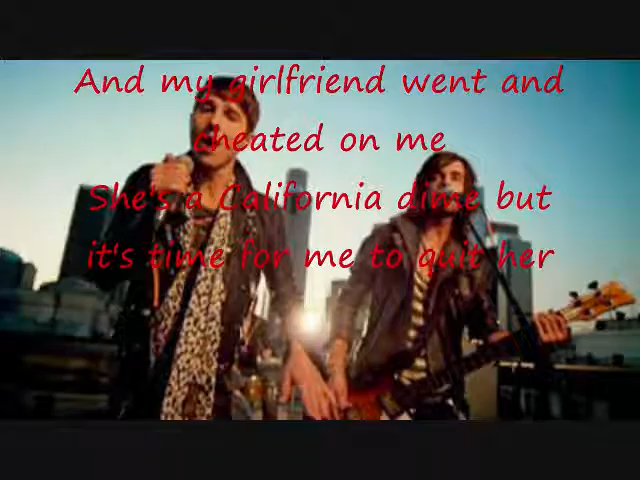 And my girlfriend went and
cheated on me
She's a California dime but
it's time for me to quit her